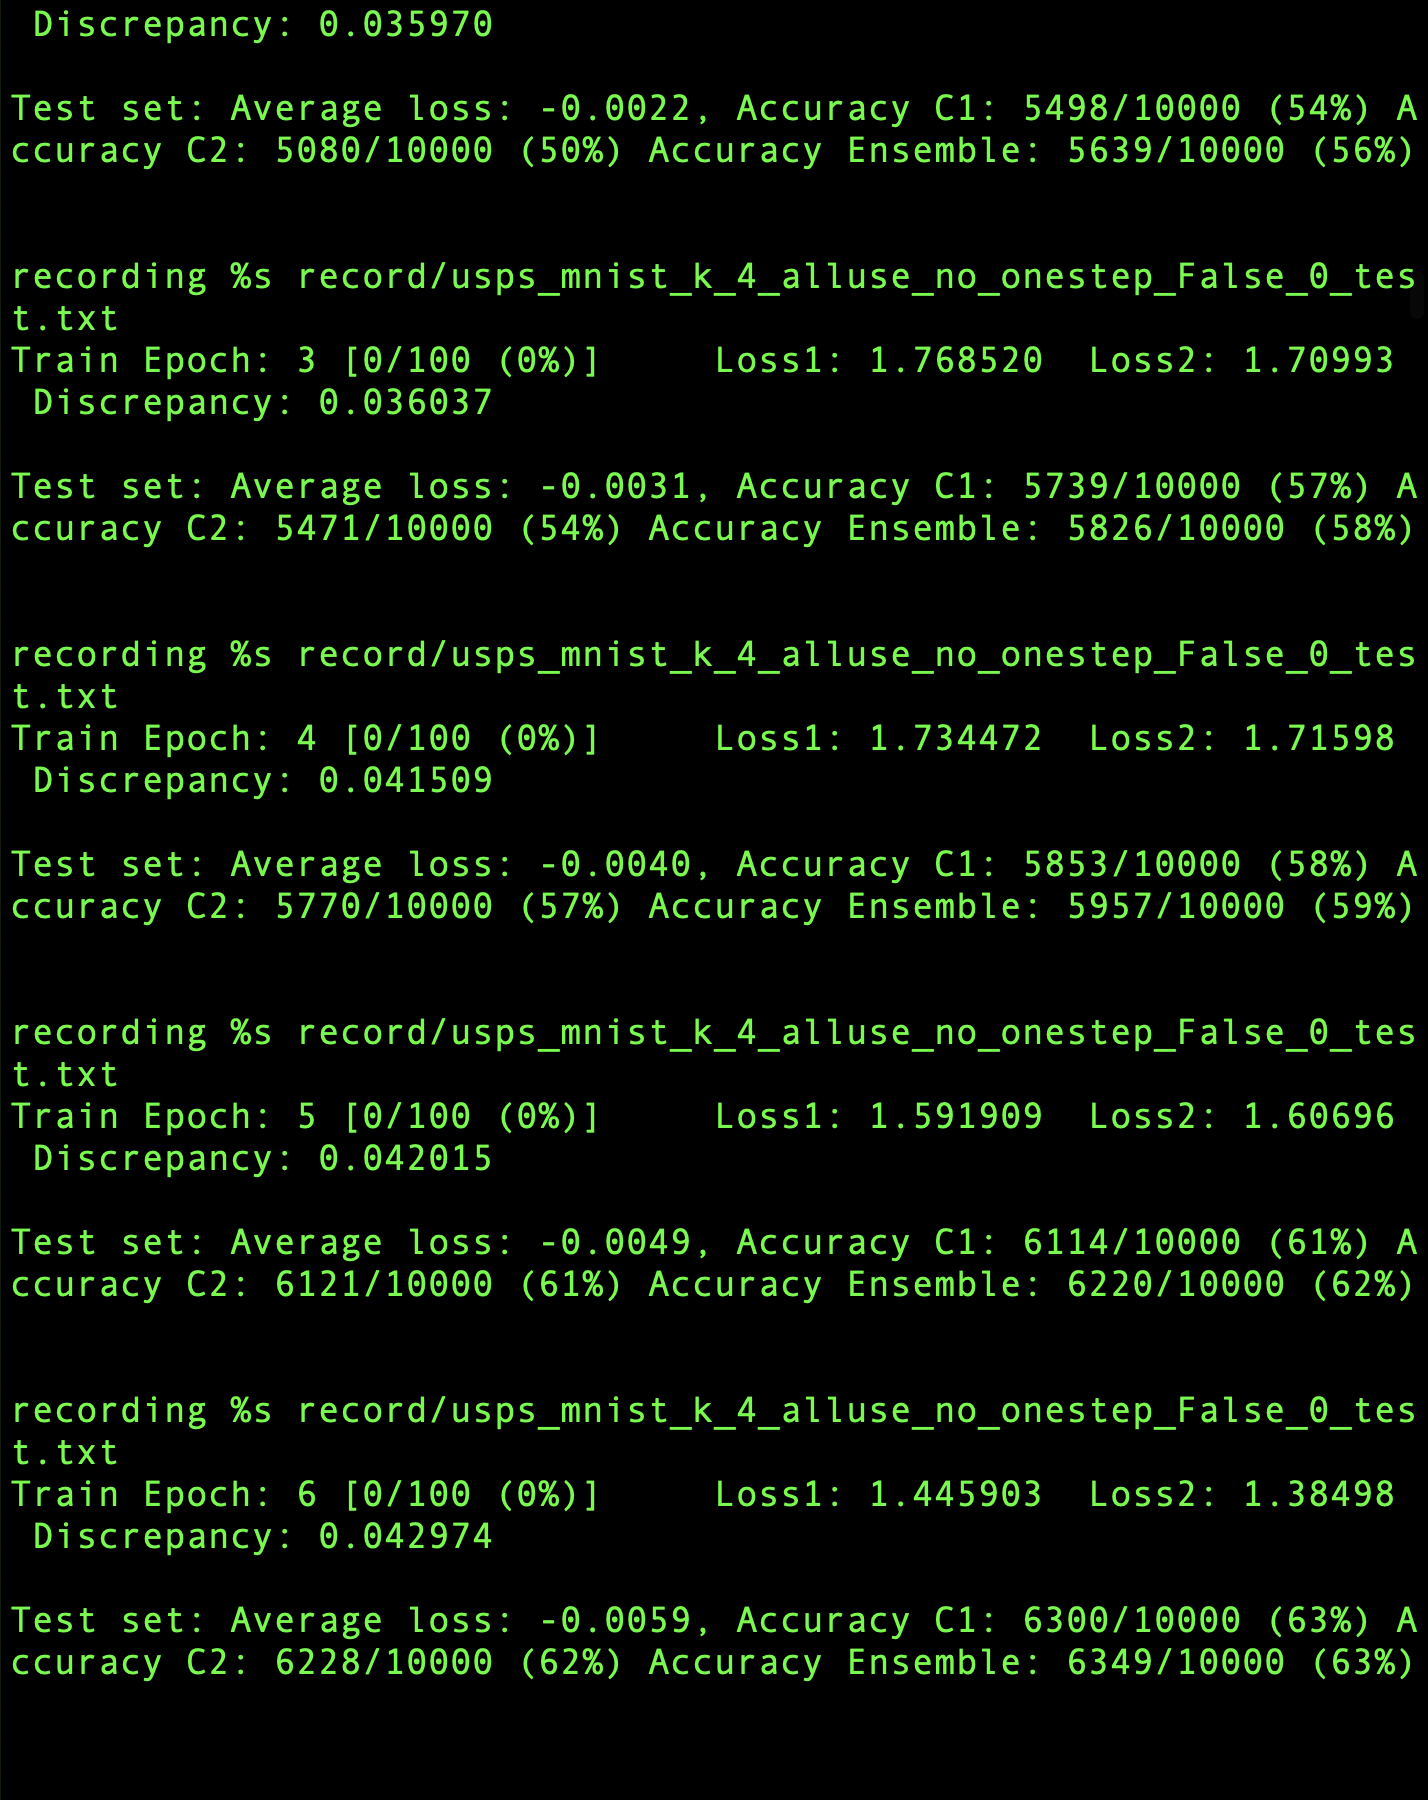 Discrepancy: 0.035970
Test set: Average loss: -0.0022, Accuracy C1: 5498/10000 (54%) A
ccuracy C2: 5080/10000 (50%) Accuracy Ensemble: 5639/10000 (56%)
recording %s record/usps_mnist_k_4_alluse_no_onestep_False_0_tes
t.txt
Train Epoch: 3 [0/100 (0%)] Loss1: 1.768520 Loss2: 1.70993
Discrepancy: 0.036037
Test set: Average loss: -0.0031, Accuracy C1: 5739/10000 (57%) A
ccuracy C2: 5471/10000 (54%) Accuracy Ensemble: 5826/10000 (58%)
recording %s record/usps_mnist_k_4_alluse_no_onestep_False_0_tes
t.txt
Train Epoch: 4 [0/100 (0%)] Loss1: 1.734472 Loss2: 1.71598
Discrepancy: 0.041509
Test set: Average loss: -0.0040, Accuracy C1: 5853/10000 (58%) A
ccuracy C2: 5770/10000 (57%) Accuracy Ensemble: 5957/10000 (59%)
recording %s record/usps_mnist_k_4_alluse_no_onestep_False_0_tes
t.txt
Train Epoch: 5 [0/100 (0%)] Loss1: 1.591909 Loss2: 1.60696
Discrepancy: 0.042015
Test set: Average loss: -0.0049, Accuracy C1: 6114/10000 (61%) A
ccuracy C2: 6121/10000 (61%) Accuracy Ensemble: 6220/10000 (62%)
recording %s record/usps_mnist_k_4_alluse_no_onestep_False_0_tes
t.txt
Train Epoch: 6 [0/100 (0%)] Loss1: 1.445903 Loss2: 1.38498
Discrepancy: 0.042974
Test set: Average loss: -0.0059, Accuracy C1: 6300/10000 (63%) A
ccuracy C2: 6228/10000 (62%) Accuracy Ensemble: 6349/10000 (63%)